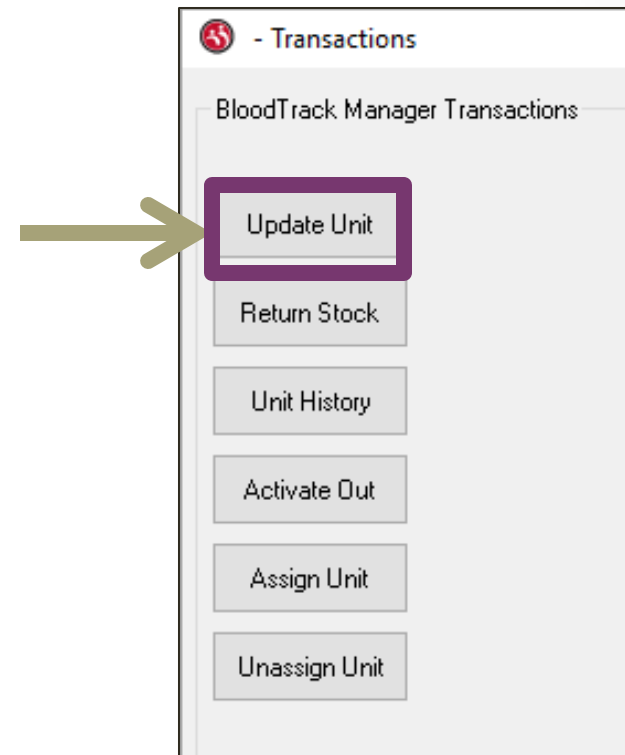 - Transactions
BloodTrack Manager Transactions
Update Unit
Return Stock
Unit History
Activate Out
Assign Unit
Unassign Unit